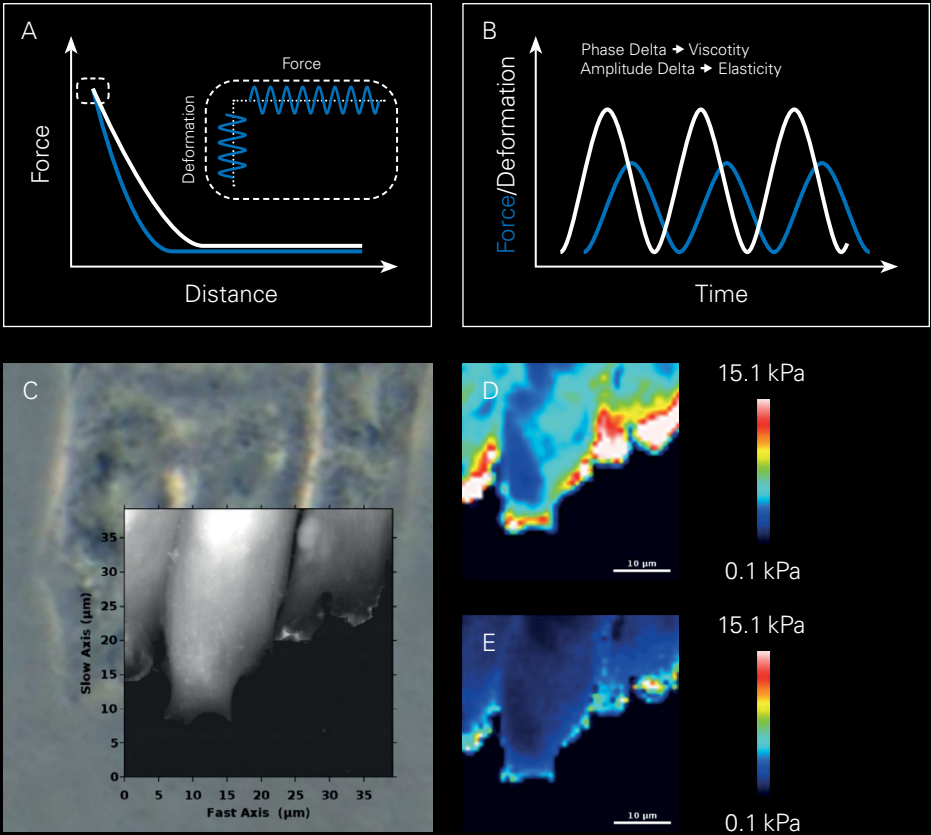 A
Force
Force
Deformation
Distance
B
Phase Delta → Viscotity
Amplitude Delta → Elasticity
Force/Deformation
Time
C
35
30
25
20
15
10
5
0
Slow Axis (µm)
0 5 10 15 20 25 30 35
Fast Axis (µm)
D
10 µm
15.1 kPa
0.1 kPa
E
10 µm
15.1 kPa
0.1 kPa